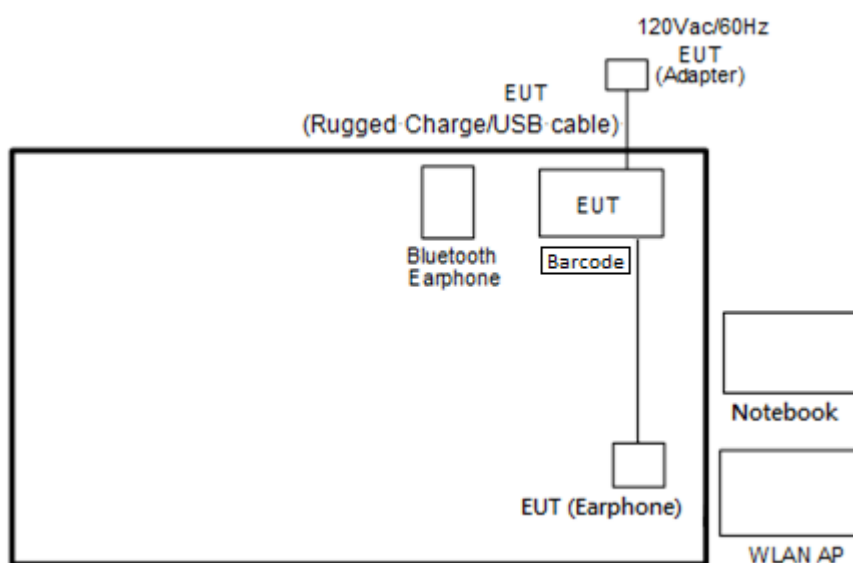 120Vac/60Hz
EUT
(Adapter)
EUT
(Rugged Charge/USB cable)
EUT
Bluetooth
Earphone
Barcode
Notebook
EUT (Earphone)
WLAN AP